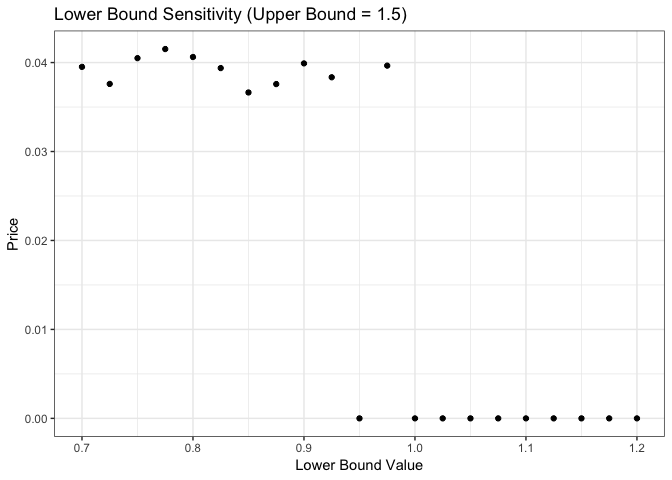 Lower Bound Sensitivity (Upper Bound = 1.5)
Price
0.04
0.03
0.02
0.01
0.00
0.7 0.8 0.9 1.0 1.1 1.2
Lower Bound Value